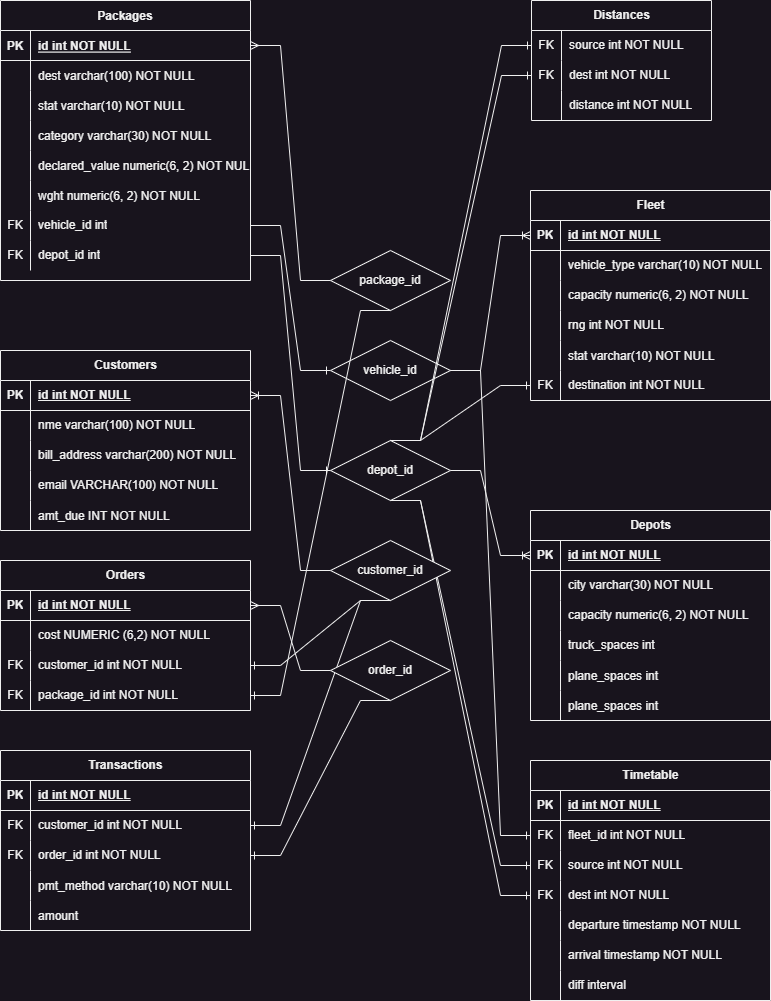 Packages
PK id int NOT NULL
dest varchar(100) NOT NULL
stat varchar(10) NOT NULL
category varchar(30) NOT NULL
declared_value numeric(6, 2) NOT NUL
wght numeric(6, 2) NOT NULL
FK vehicle_id int
FK depot_id int
Customers
PK id int NOT NULL
nme varchar(100) NOT NULL
bill_address varchar(200) NOT NULL
email VARCHAR(100) NOT NULL
amt_due INT NOT NULL
Orders
PK id int NOT NULL
cost NUMERIC (6,2) NOT NULL
FK customer_id int NOT NULL
FK package_id int NOT NULL
Transactions
PK id int NOT NULL
FK customer_id int NOT NULL
FK order_id int NOT NULL
pmt_method varchar(10) NOT NULL
amount
package_id
vehicle_id
depot_id
customer_id
order_id
Distances
FK source int NOT NULL
FK dest int NOT NULL
distance int NOT NULL
Fleet
PK id int NOT NULL
vehicle_type varchar(10) NOT NULL
capacity numeric(6, 2) NOT NULL
rng int NOT NULL
stat varchar(10) NOT NULL
FK destination int NOT NULL
Depots
PK id int NOT NULL
city varchar(30) NOT NULL
capacity numeric(6, 2) NOT NULL
truck_spaces int
plane_spaces int
plane_spaces int
Timetable
PK id int NOT NULL
FK fleet_id int NOT NULL
FK source int NOT NULL
FK dest int NOT NULL
departure timestamp NOT NULL
arrival timestamp NOT NULL
diff interval